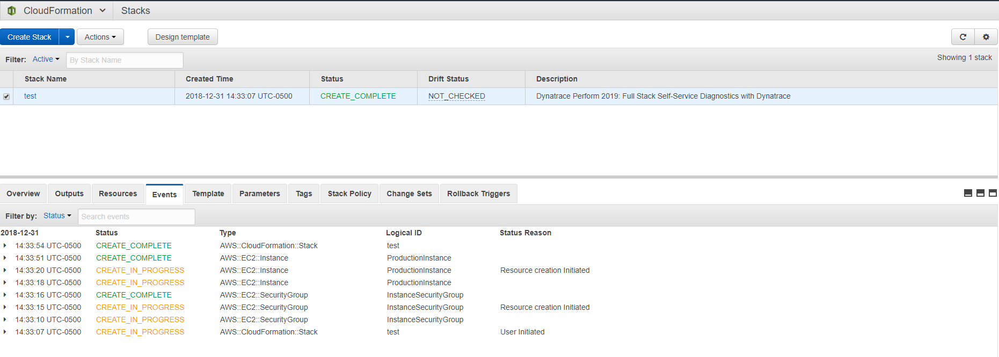 CloudFormation Stacks
Create Stack Actions Design template
Filter: Active By Stack Name Showing 1 stack
Stack Name Created Time Status Drift Status Description
test 2018-12-31 14:33:07 UTC-0500 CREATE_COMPLETE NOT_CHECKED Dynatrace Perform 2019: Full Stack Self-Service Diagnostics with Dynatrace
Overview Outputs Resources Events Template Parameters Tags Stack Policy Change Sets Rollback Triggers
Filter by: Status Search events
2018-12-31 Status Type Logical ID Status Reason
14:33:54 UTC-0500 CREATE_COMPLETE AWS::CloudFormation::Stack test
14:33:51 UTC-0500 CREATE_COMPLETE AWS::EC2::Instance ProductionInstance
14:33:20 UTC-0500 CREATE_IN_PROGRESS AWS::EC2::Instance ProductionInstance Resource creation Initiated
14:33:18 UTC-0500 CREATE_IN_PROGRESS AWS::EC2::Instance ProductionInstance
14:33:16 UTC-0500 CREATE_COMPLETE AWS::EC2::SecurityGroup InstanceSecurityGroup
14:33:15 UTC-0500 CREATE_IN_PROGRESS AWS::EC2::SecurityGroup InstanceSecurityGroup Resource creation Initiated
14:33:10 UTC-0500 CREATE_IN_PROGRESS AWS::EC2::SecurityGroup InstanceSecurityGroup
14:33:07 UTC-0500 CREATE_IN_PROGRESS AWS::CloudFormation::Stack test User Initiated